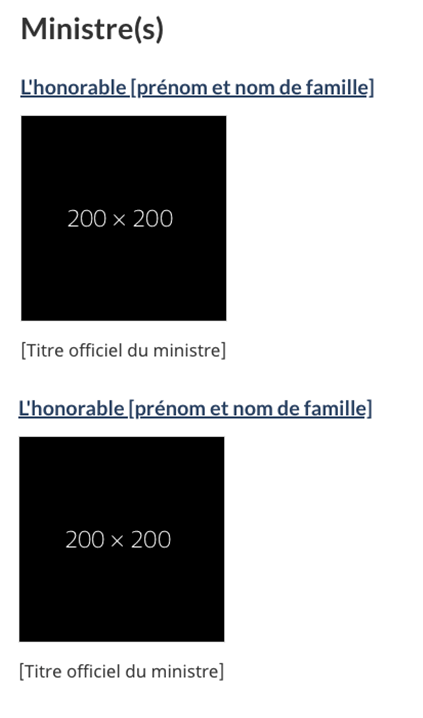 Ministre(s)
L'honorable [prénom et nom de famille]
200 × 200
[Titre officiel du ministre]
L'honorable [prénom et nom de famille]
200 × 200
[Titre officiel du ministre]